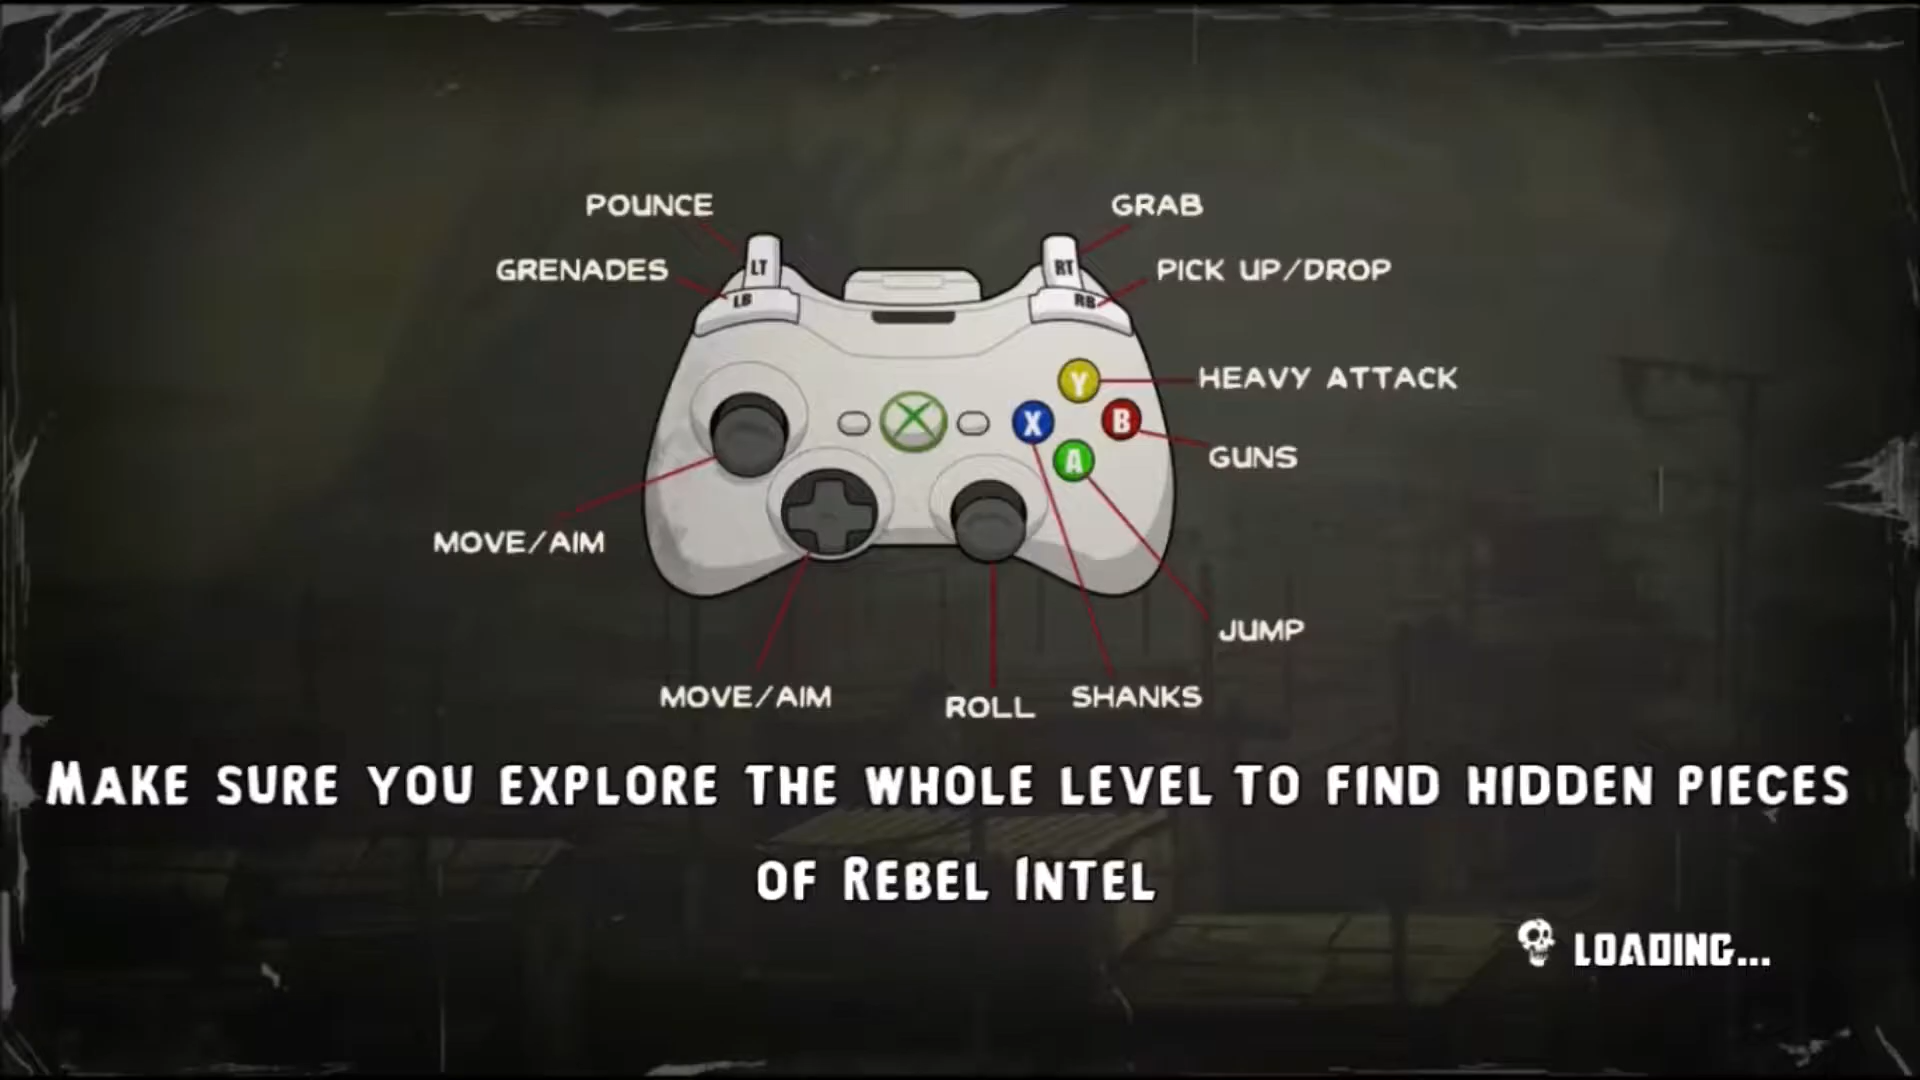 POUNCE
GRAB
GRENADES
LT
RT
PICK UP/DROP
LB
RB
Y
HEAVY ATTACK
X
B
GUNS
A
MOVE/AIM
JUMP
MOVE/AIM
ROLL
SHANKS
MAKE SURE YOU EXPLORE THE WHOLE LEVEL TO FIND HIDDEN PIECES
OF REBEL INTEL
LOADING...